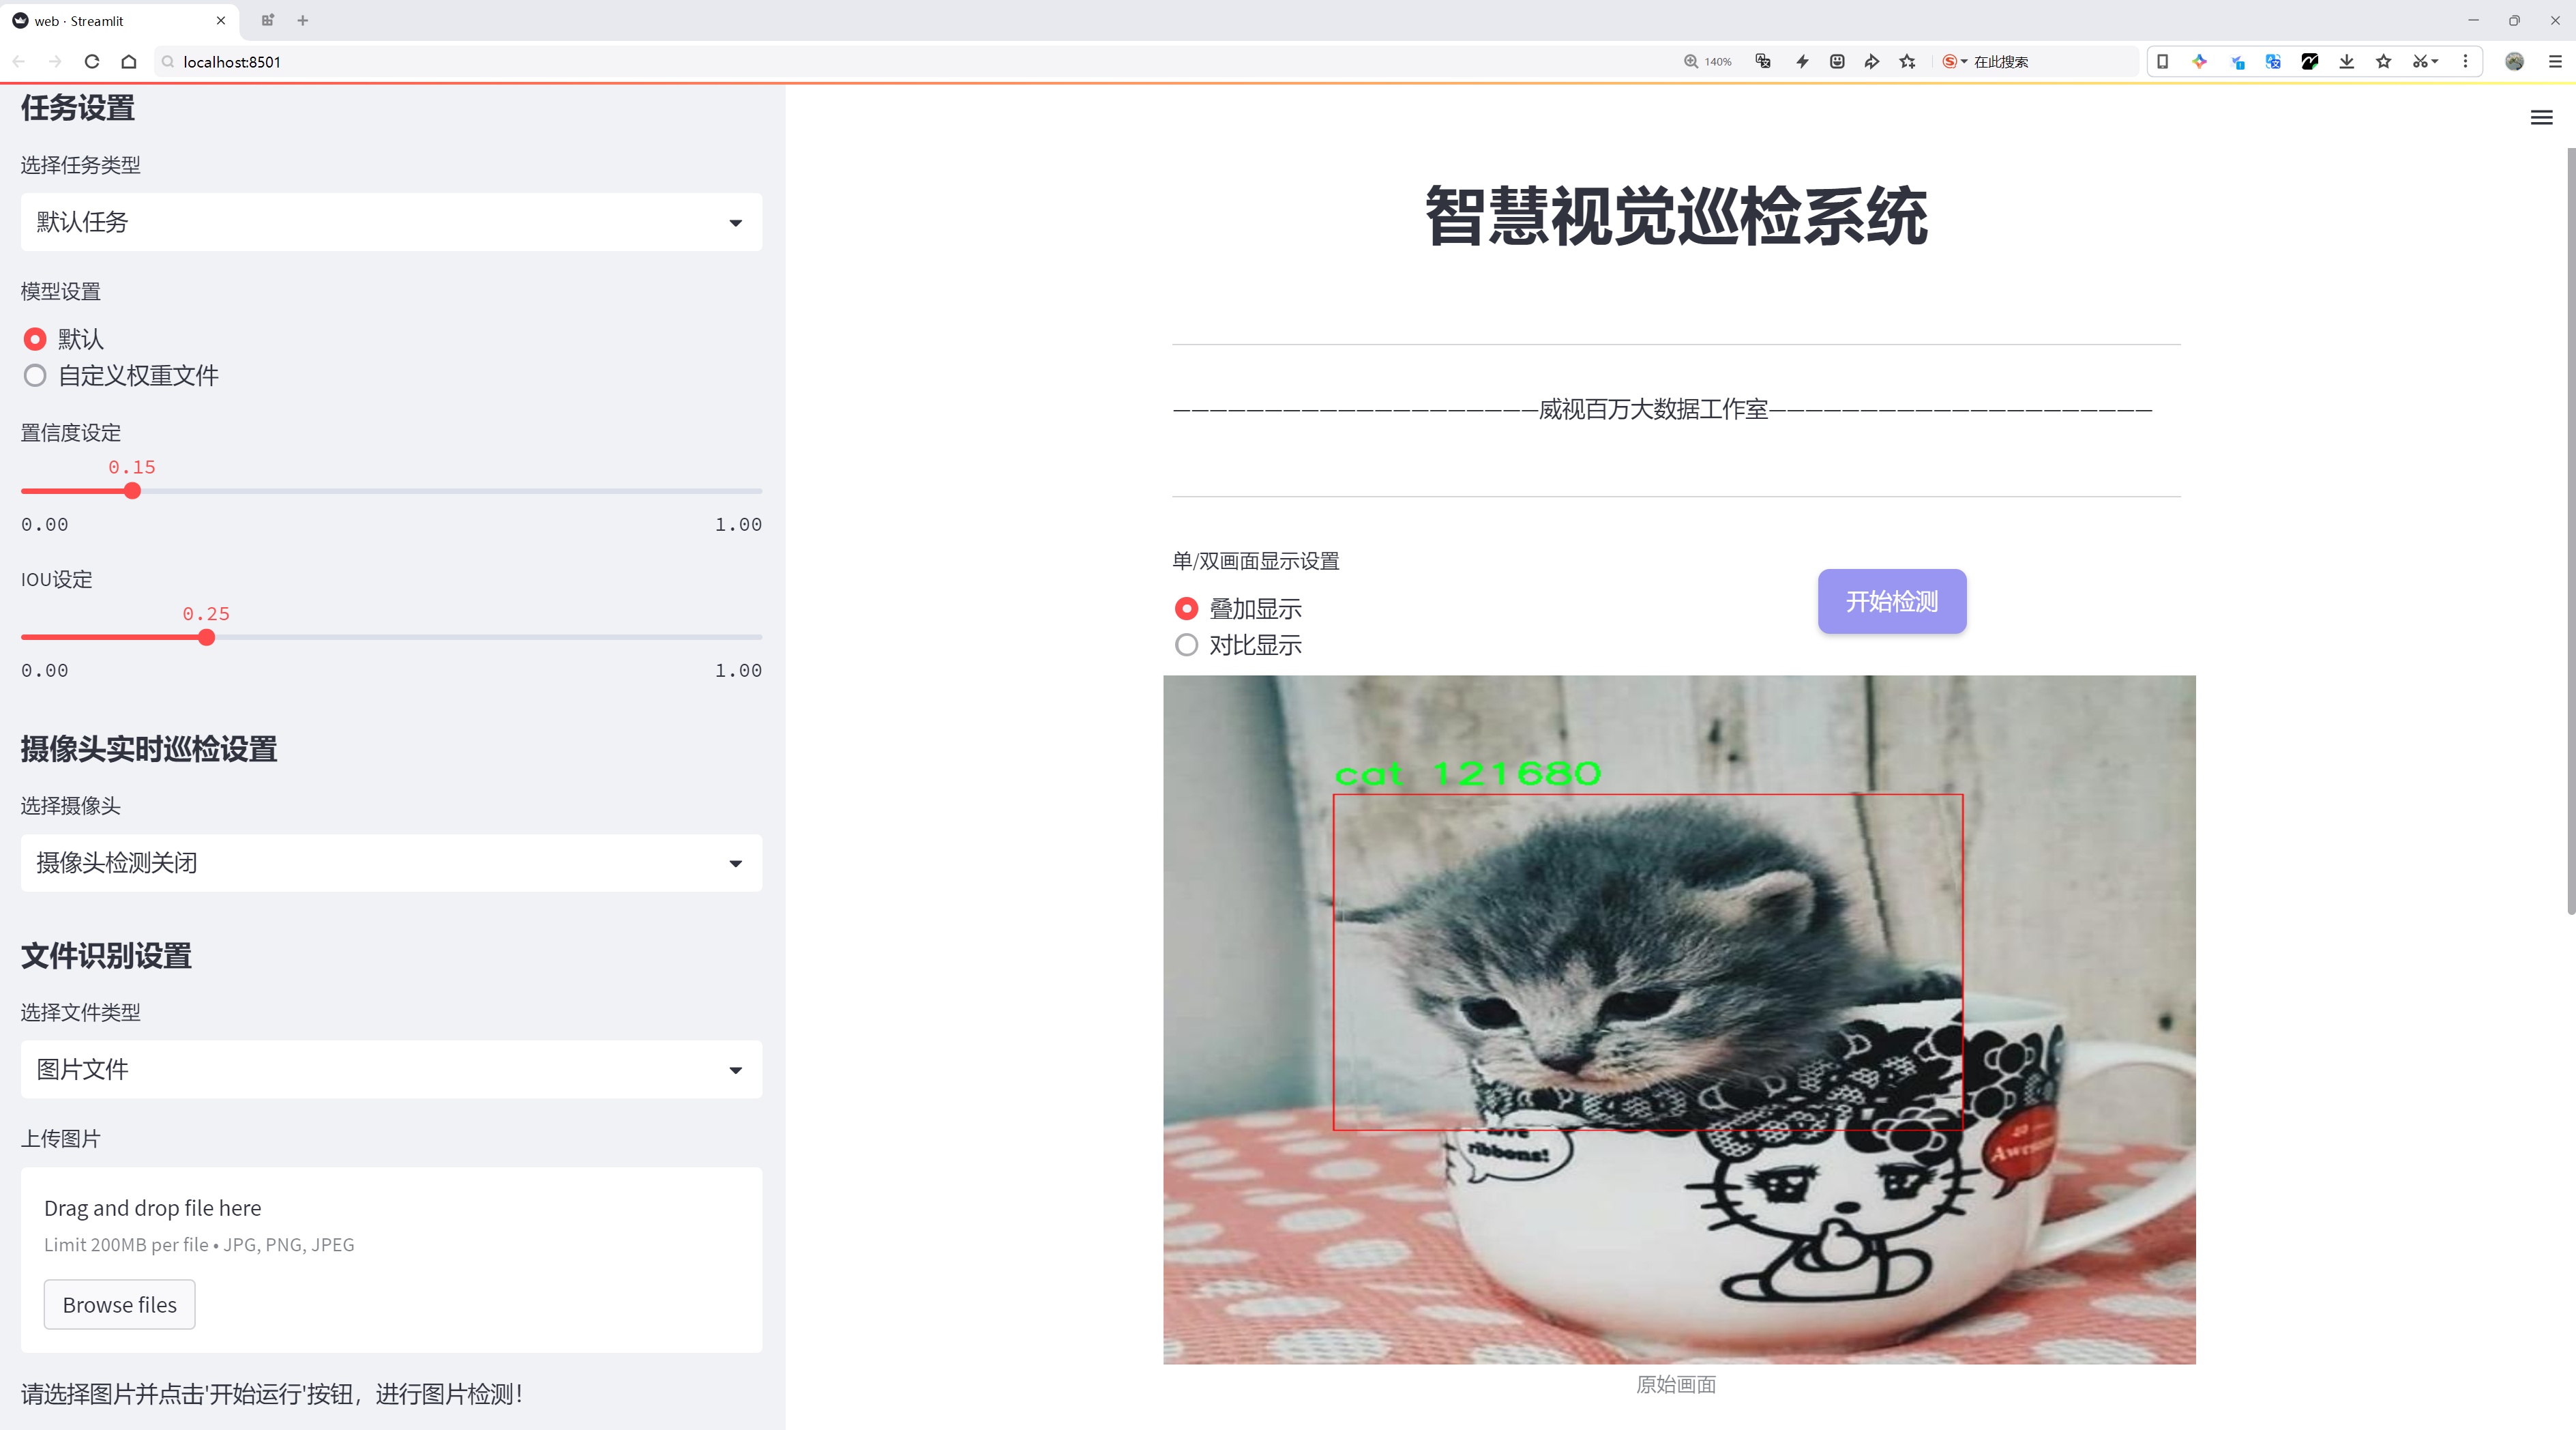 web · Streamlit
localhost:8501
140%
在此搜索
任务设置
选择任务类型
默认任务
模型设置
默认
自定义权重文件
置信度设定
0.15
0.00
1.00
IOU设定
0.25
0.00
1.00
摄像头实时巡检设置
选择摄像头
摄像头检测关闭
文件识别设置
选择文件类型
图片文件
上传图片
Drag and drop file here
Limit 200MB per file • JPG, PNG, JPEG
Browse files
请选择图片并点击'开始运行'按钮，进行图片检测！
智慧视觉巡检系统
————————————————————威视百万大数据工作室—————————————————————
单/双画面显示设置
叠加显示
对比显示
开始检测
cat 121680
love
ribbons!
Awesome
原始画面